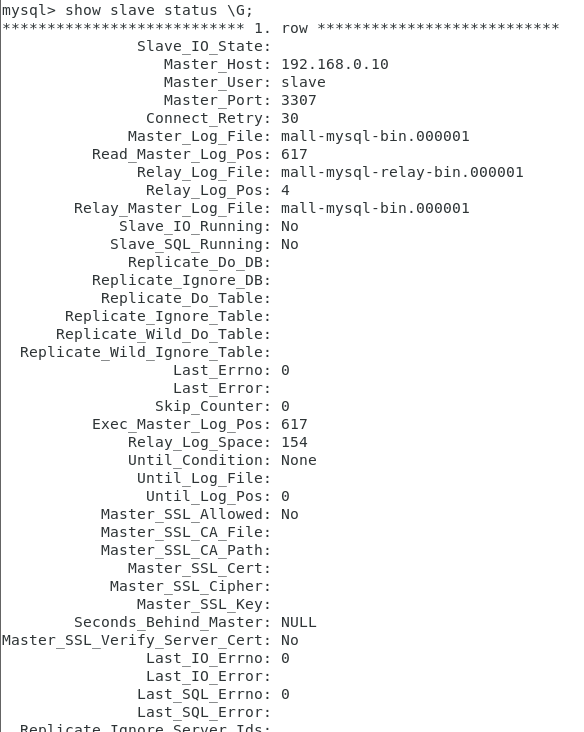 mysql> show slave status \G;
*************************** 1. row ***************************
Slave_IO_State:
Master_Host: 192.168.0.10
Master_User: slave
Master_Port: 3307
Connect_Retry: 30
Master_Log_File: mall-mysql-bin.000001
Read_Master_Log_Pos: 617
Relay_Log_File: mall-mysql-relay-bin.000001
Relay_Log_Pos: 4
Relay_Master_Log_File: mall-mysql-bin.000001
Slave_IO_Running: No
Slave_SQL_Running: No
Replicate_Do_DB:
Replicate_Ignore_DB:
Replicate_Do_Table:
Replicate_Ignore_Table:
Replicate_Wild_Do_Table:
Replicate_Wild_Ignore_Table:
Last_Errno: 0
Last_Error:
Skip_Counter: 0
Exec_Master_Log_Pos: 617
Relay_Log_Space: 154
Until_Condition: None
Until_Log_File:
Until_Log_Pos: 0
Master_SSL_Allowed: No
Master_SSL_CA_File:
Master_SSL_CA_Path:
Master_SSL_Cert:
Master_SSL_Cipher:
Master_SSL_Key:
Seconds_Behind_Master: NULL
Master_SSL_Verify_Server_Cert: No
Last_IO_Errno: 0
Last_IO_Error:
Last_SQL_Errno: 0
Last_SQL_Error:
Replicate_Ignore_Server_Ids: